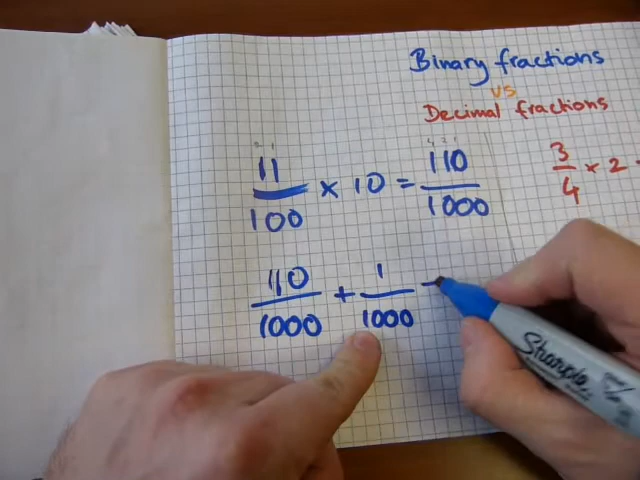 Binary fractions
vs
Decimal fractions
11/100 × 10 = 110/1000
3/4 × 2
110/1000 + 1/1000
Sharpie